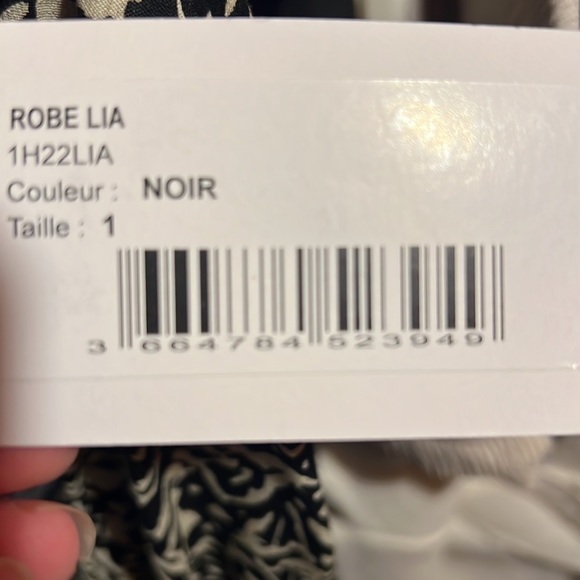 ROBE LIA
1H22LIA
Couleur : NOIR
Taille : 1
3 664784 523949